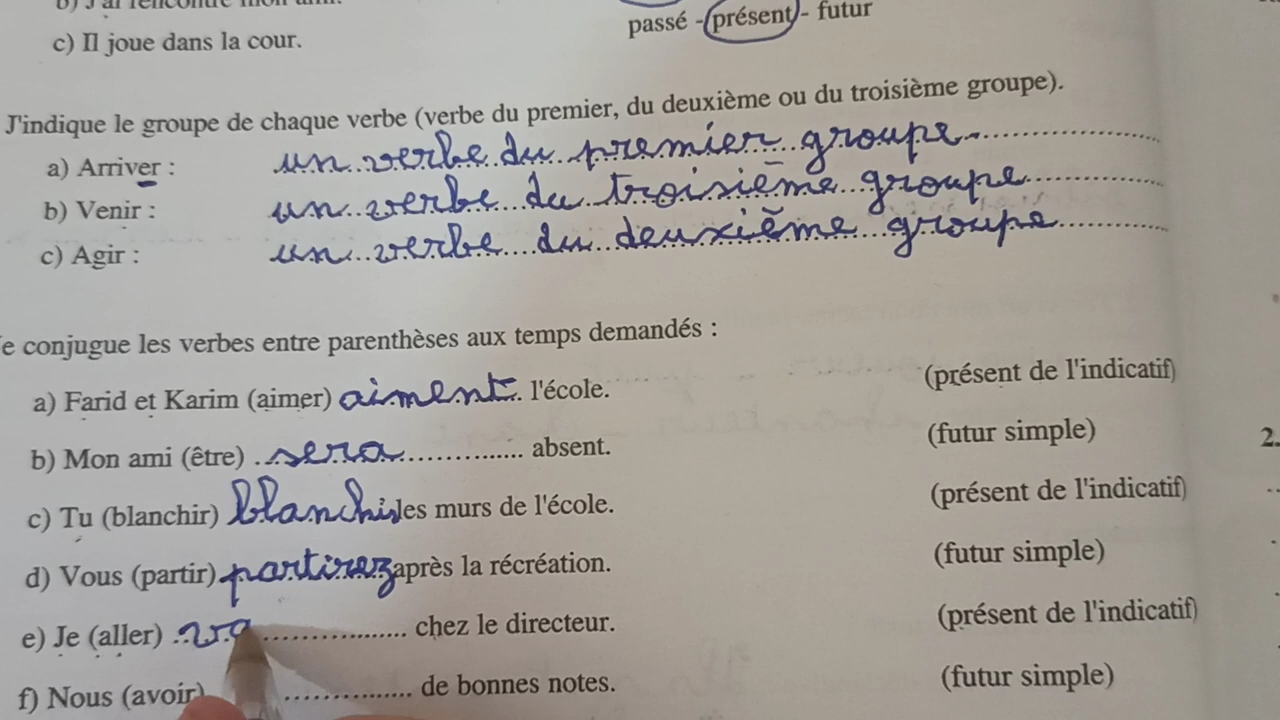 b) J'ai rencontré mon ami.
c) Il joue dans la cour. passé - présent - futur
J'indique le groupe de chaque verbe (verbe du premier, du deuxième ou du troisième groupe).
a) Arriver : un verbe du premier groupe
b) Venir : un verbe du troisième groupe
c) Agir : un verbe du deuxième groupe
e conjugue les verbes entre parenthèses aux temps demandés :
a) Farid et Karim (aimer) aiment l'école. (présent de l'indicatif)
b) Mon ami (être) sera absent. (futur simple)
c) Tu (blanchir) blanchis les murs de l'école. (présent de l'indicatif)
d) Vous (partir) partirez après la récréation. (futur simple)
e) Je (aller) va chez le directeur. (présent de l'indicatif)
f) Nous (avoir) de bonnes notes. (futur simple)
2.